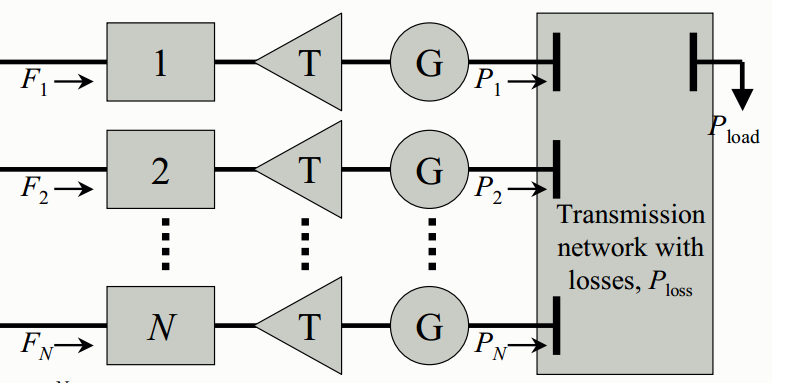 F1 1 T G P1
Pload
F2 2 T G P2
Transmission
network with
losses, Ploss
FN N T G PN
N